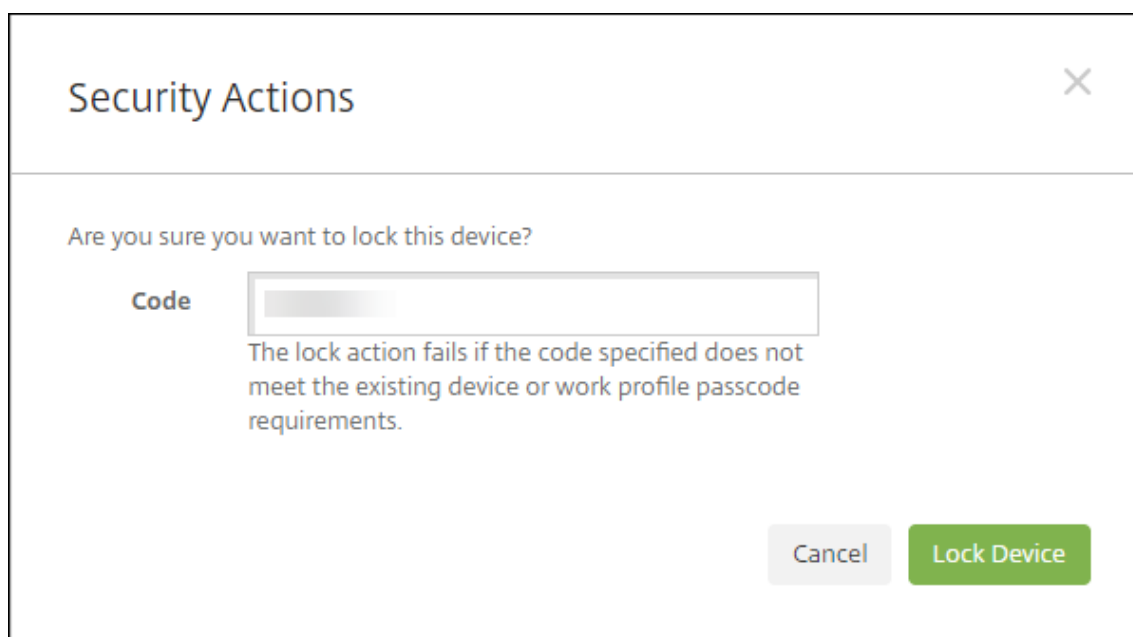 Security Actions
Are you sure you want to lock this device?
Code
The lock action fails if the code specified does not
meet the existing device or work profile passcode
requirements.
Cancel
Lock Device